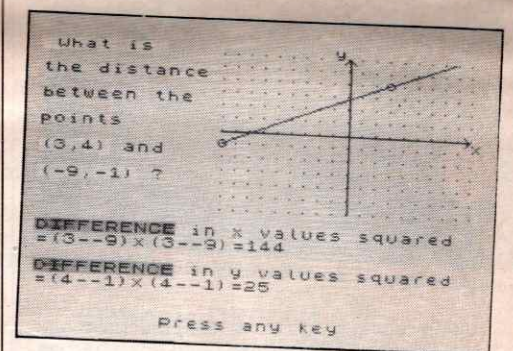 What is
the distance
between the
points
(3,4) and
(-9,-1) ?
y
x
DIFFERENCE in x values squared
=(3--9)x(3--9)=144
DIFFERENCE in y values squared
=(4--1)x(4--1)=25
Press any key